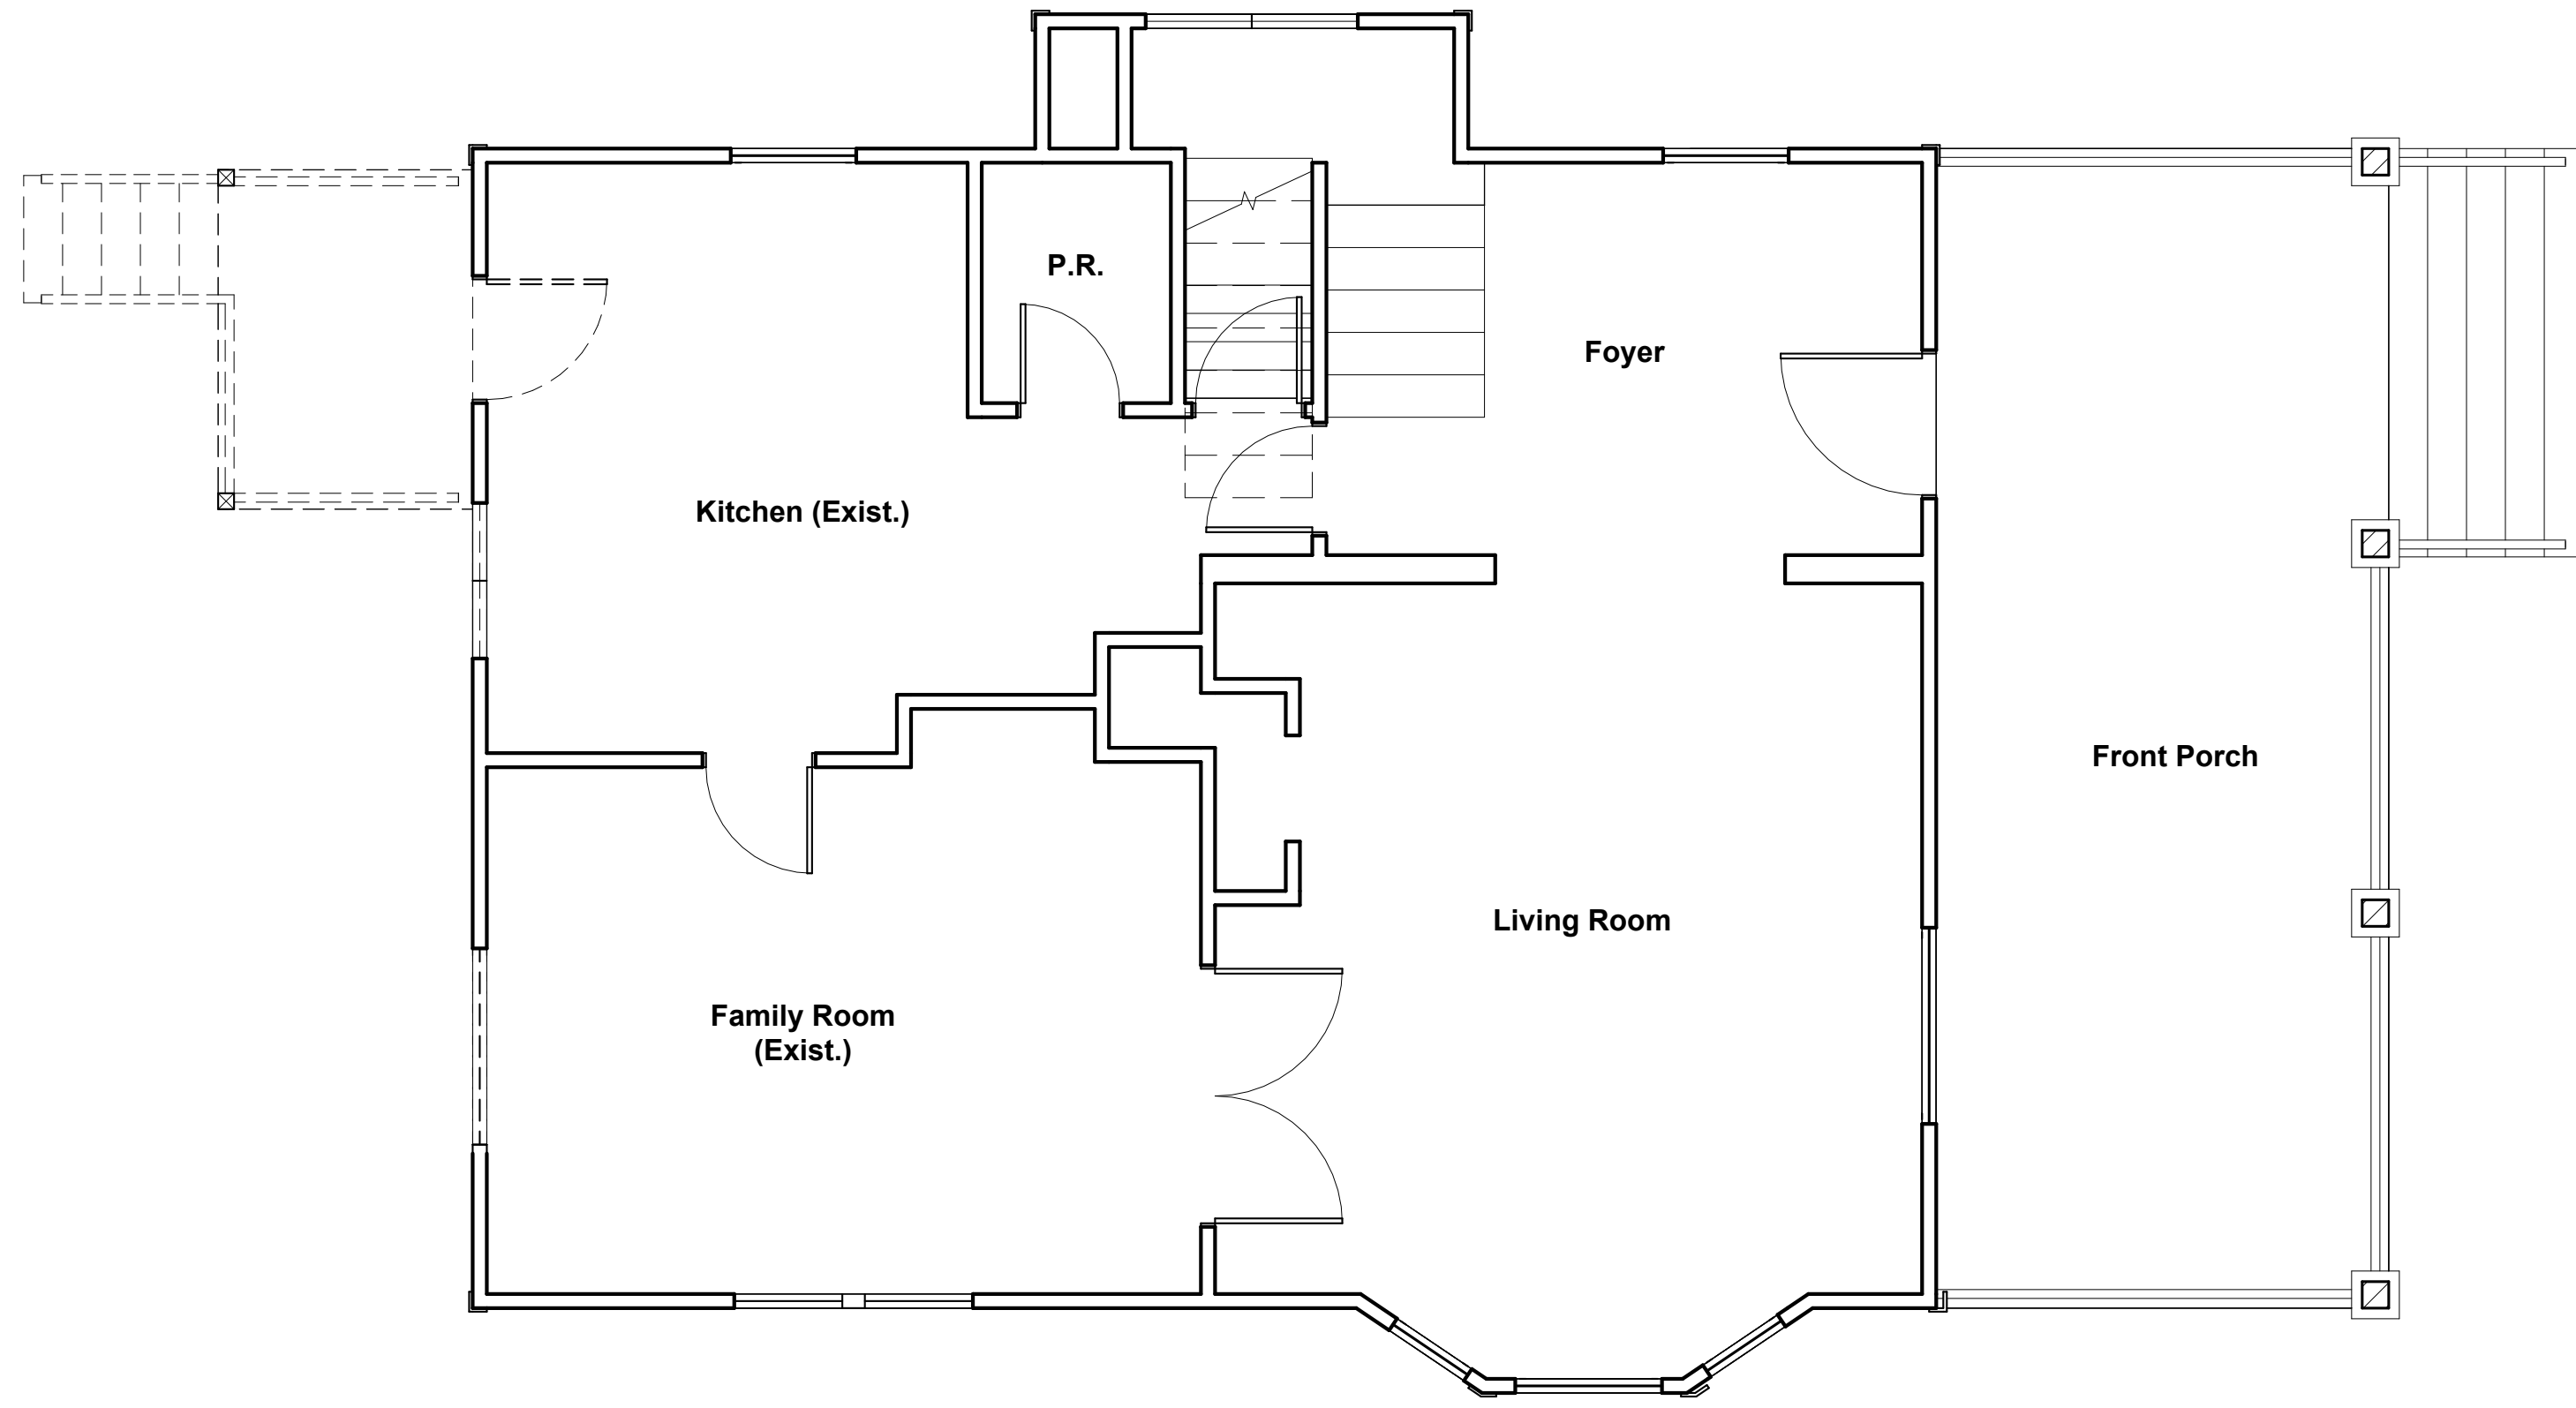 P.R.
Foyer
Kitchen (Exist.)
Front Porch
Living Room
Family Room
(Exist.)